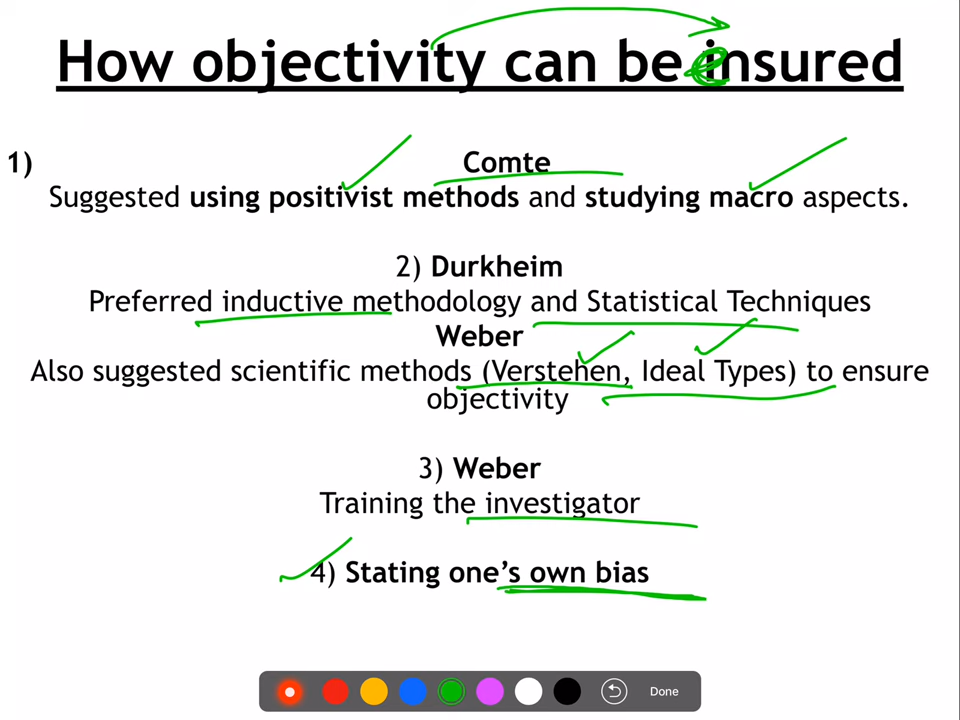 How objectivity can be ensured
1) Comte
Suggested using positivist methods and studying macro aspects.
2) Durkheim
Preferred inductive methodology and Statistical Techniques
Weber
Also suggested scientific methods (Verstehen, Ideal Types) to ensure
objectivity
3) Weber
Training the investigator
4) Stating one's own bias
Done